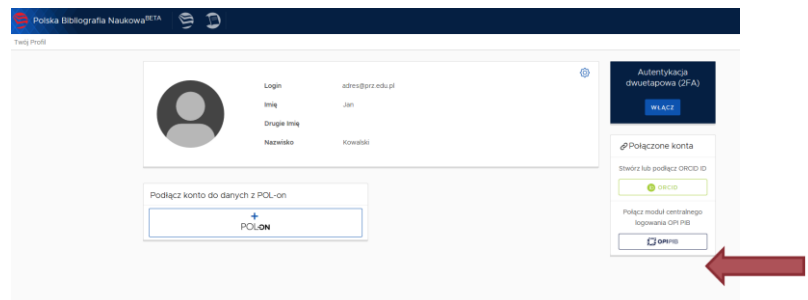 Polska Bibliografia Naukowa BETA
Twój Profil
Login adres@prz.edu.pl
Imię Jan
Drugie Imię
Nazwisko Kowalski
Podłącz konto do danych z POL-on
+
POL-ON
Autentykacja
dwuetapowa (2FA)
WŁĄCZ
Połączone konta
Stwórz lub podłącz ORCID ID
iD ORCID
Połącz moduł centralnego
logowania OPI PIB
OPI PIB